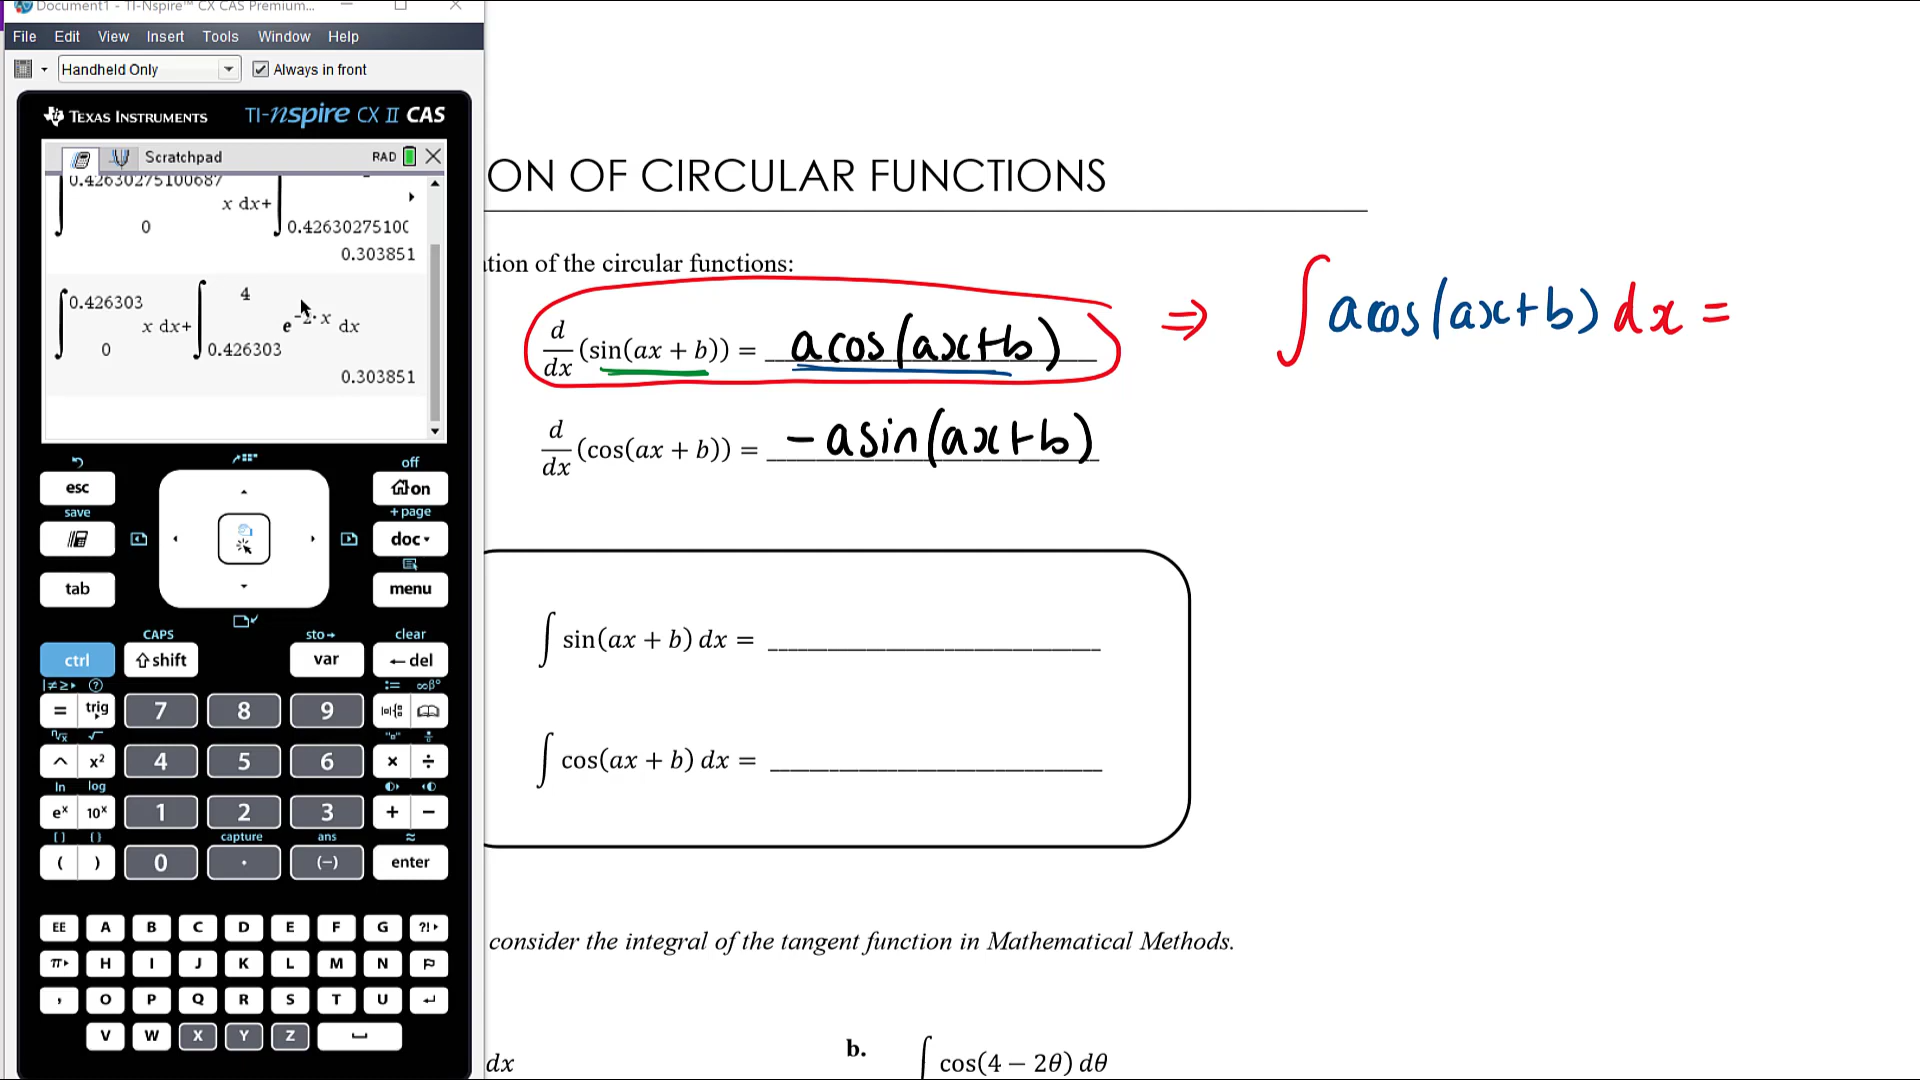 Document1 - TI-Nspire™ CX CAS Premium...
File Edit View Insert Tools Window Help
Handheld Only Always in front
TEXAS INSTRUMENTS TI-nspire CX II CAS
Scratchpad RAD
∫ 0.42630275100687 0 x dx+ ∫ 0.4263027510
0.303851
∫ 0.426303 0 x dx+ ∫ 4 0.426303 e^-2·x dx
0.303851
off
esc on
save + page
doc
tab menu
CAPS sto→ clear
ctrl shift var ← del
|≠≥▸ ? := ∞β°
= trig 7 8 9
ⁿ√x √
^ x² 4 5 6 × ÷
ln log
eˣ 10ˣ 1 2 3 + −
[ ] { } capture ans ≈
( ) 0 . (−) enter
EE A B C D E F G ?!▸
π▸ H I J K L M N
, O P Q R S T U ↵
V W X Y Z
ON OF CIRCULAR FUNCTIONS
tion of the circular functions:
d/dx (sin(ax + b)) = acos(ax+b) ⇒ ∫ acos(ax+b) dx =
d/dx (cos(ax + b)) = -asin(ax+b)
∫ sin(ax + b) dx = ____________
∫ cos(ax + b) dx = ____________
consider the integral of the tangent function in Mathematical Methods.
dx b. ∫ cos(4 − 2θ) dθ